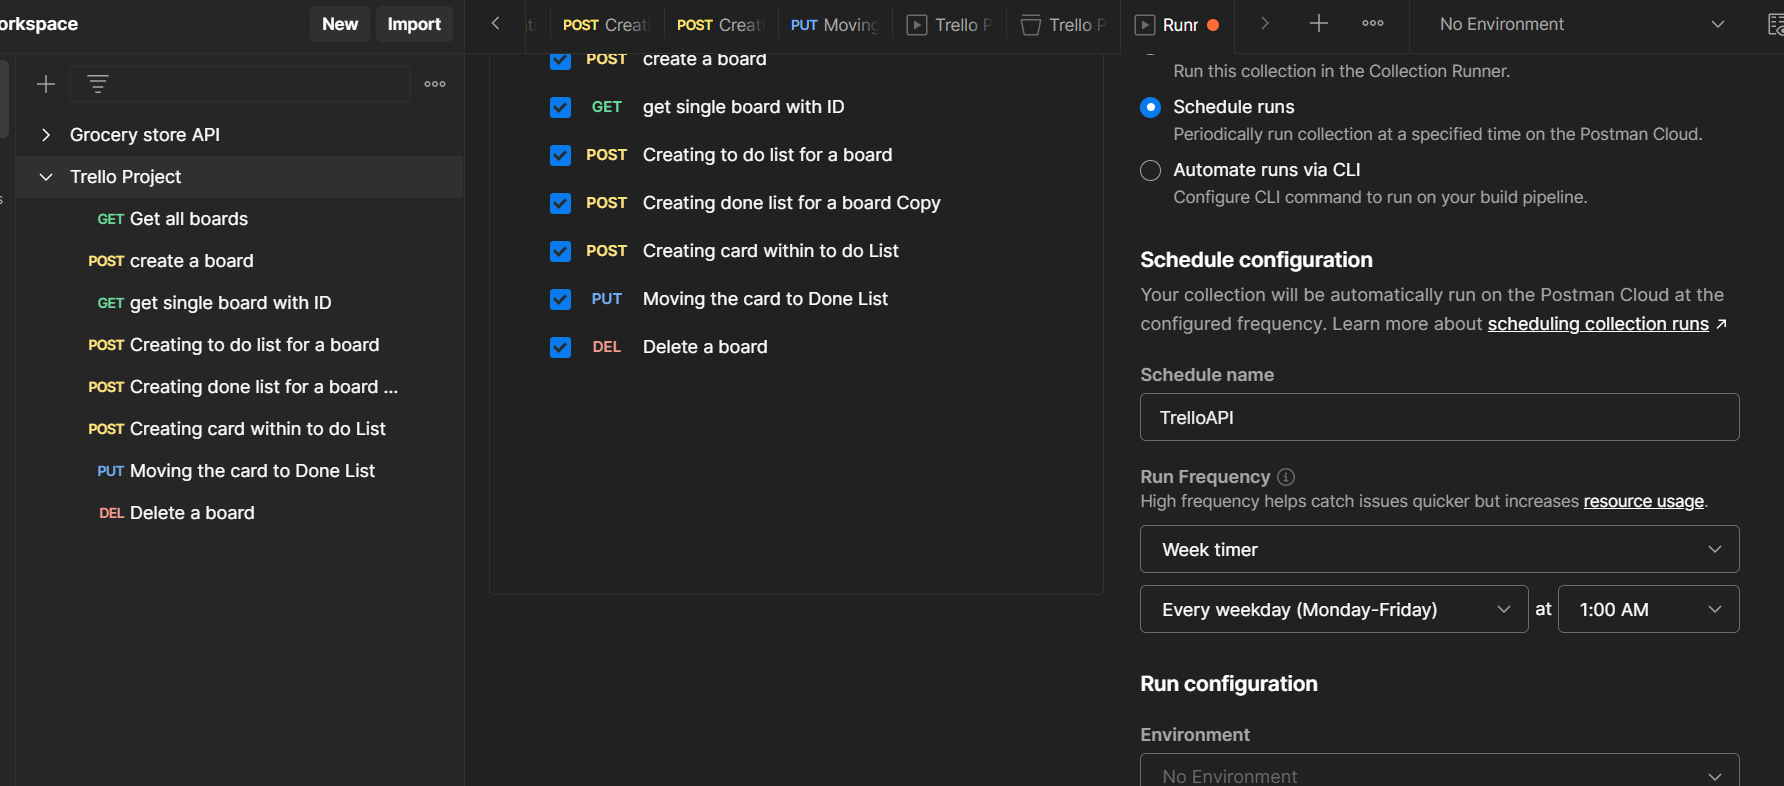 orkspace
New
Import
POST Creati
POST Creati
PUT Moving
Trello P
Trello P
Runr
No Environment
Grocery store API
Trello Project
GET Get all boards
POST create a board
GET get single board with ID
POST Creating to do list for a board
POST Creating done list for a board ...
POST Creating card within to do List
PUT Moving the card to Done List
DEL Delete a board
POST create a board
GET get single board with ID
POST Creating to do list for a board
POST Creating done list for a board Copy
POST Creating card within to do List
PUT Moving the card to Done List
DEL Delete a board
Run this collection in the Collection Runner.
Schedule runs
Periodically run collection at a specified time on the Postman Cloud.
Automate runs via CLI
Configure CLI command to run on your build pipeline.
Schedule configuration
Your collection will be automatically run on the Postman Cloud at the
configured frequency. Learn more about scheduling collection runs ↗
Schedule name
TrelloAPI
Run Frequency
High frequency helps catch issues quicker but increases resource usage.
Week timer
Every weekday (Monday-Friday) at 1:00 AM
Run configuration
Environment
No Environment